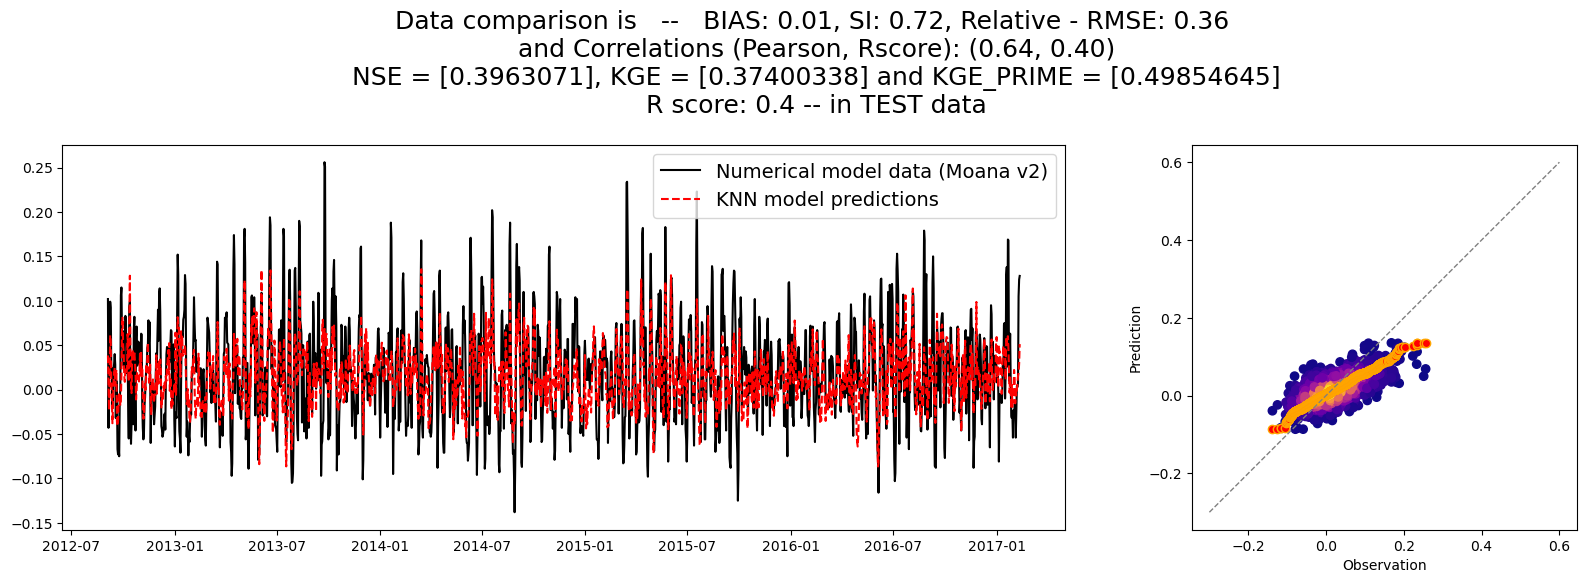 Data comparison is   --   BIAS: 0.01, SI: 0.72, Relative - RMSE: 0.36
and Correlations (Pearson, Rscore): (0.64, 0.40)
NSE = [0.3963071], KGE = [0.37400338] and KGE_PRIME = [0.49854645]
R score: 0.4 -- in TEST data
Numerical model data (Moana v2)
KNN model predictions
0.25
0.20
0.15
0.10
0.05
0.00
−0.05
−0.10
−0.15
2012-07 2013-01 2013-07 2014-01 2014-07 2015-01 2015-07 2016-01 2016-07 2017-01
Prediction
0.6
0.4
0.2
0.0
−0.2
−0.2 0.0 0.2 0.4 0.6
Observation